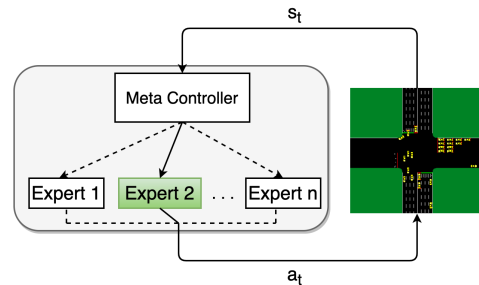 s_t
Meta Controller
Expert 1
Expert 2
. . .
Expert n
a_t